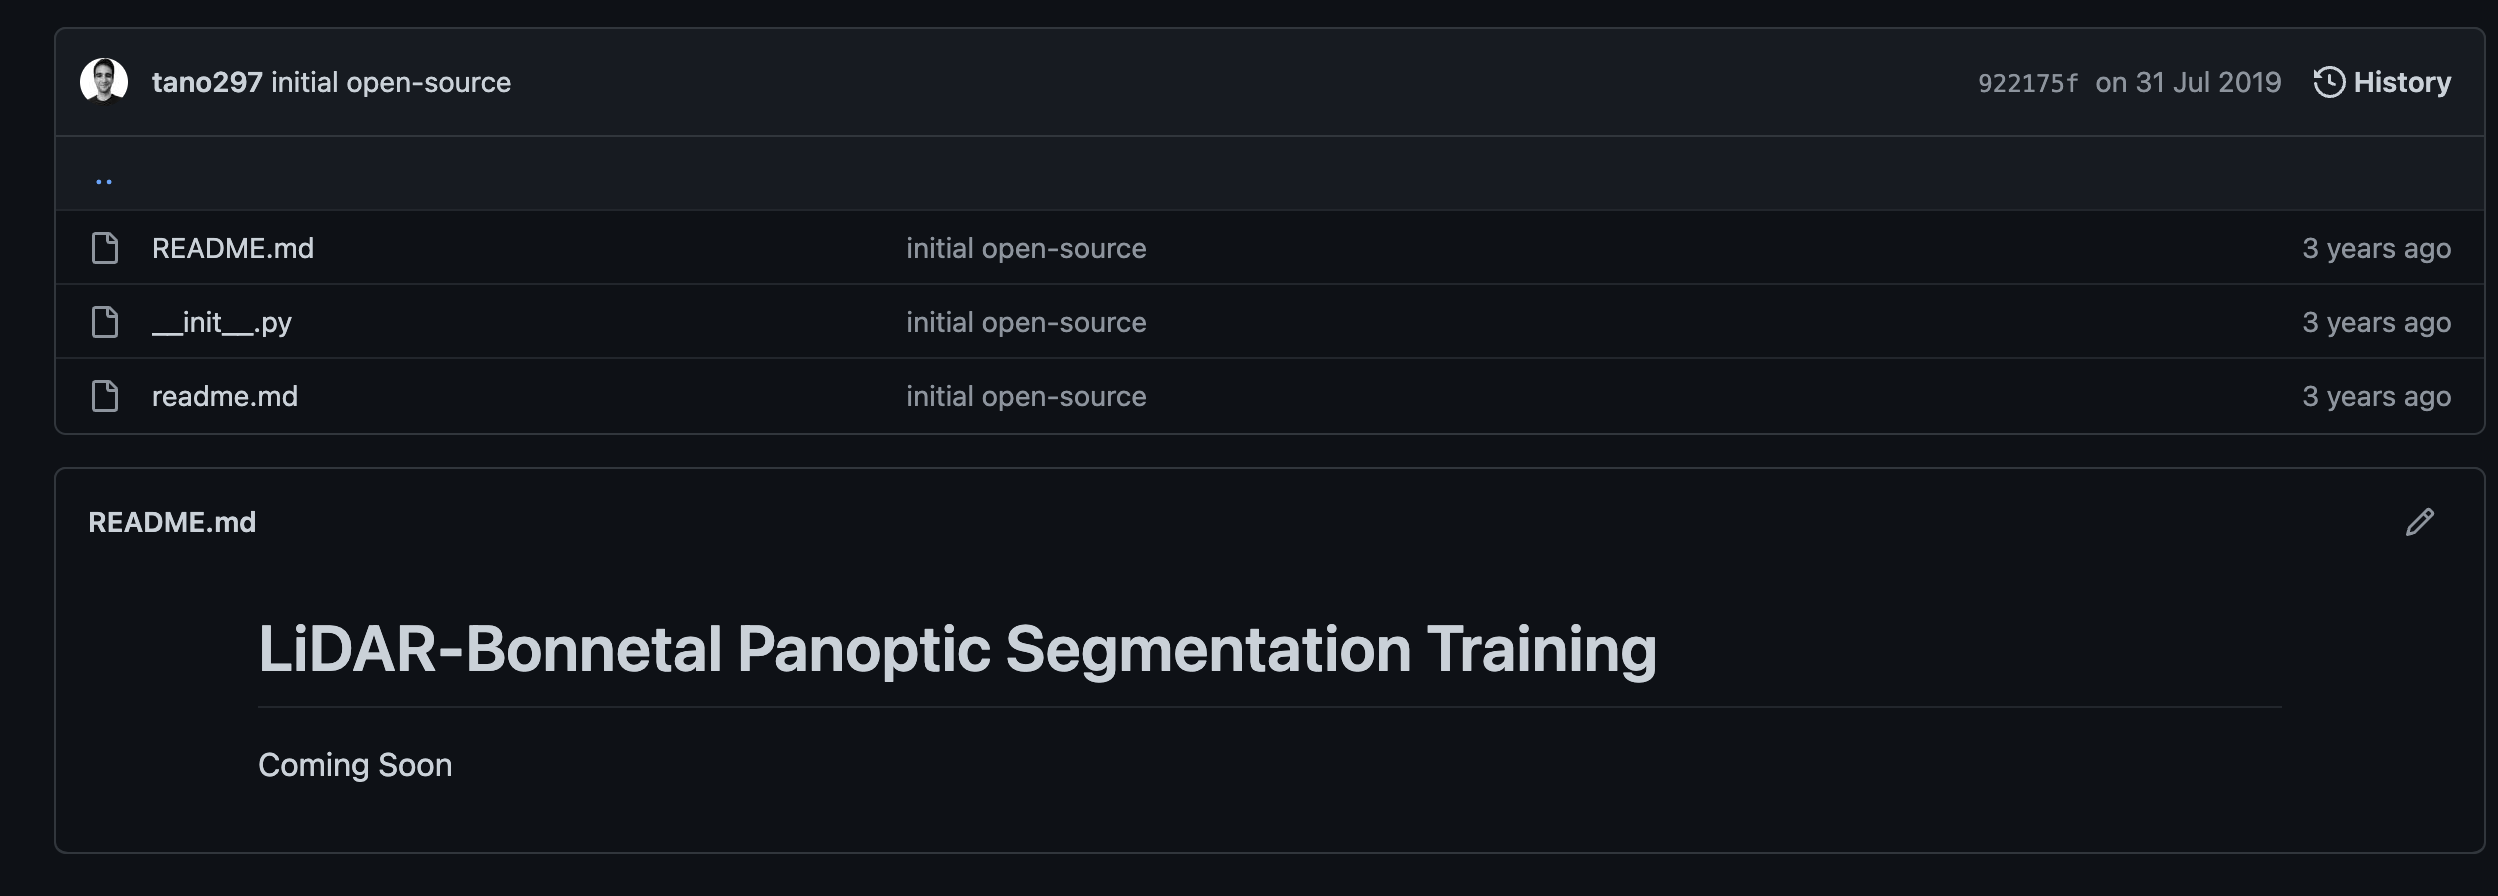 tano297 initial open-source 922175f on 31 Jul 2019 History
..
README.md initial open-source 3 years ago
__init__.py initial open-source 3 years ago
readme.md initial open-source 3 years ago
README.md
LiDAR-Bonnetal Panoptic Segmentation Training
Coming Soon